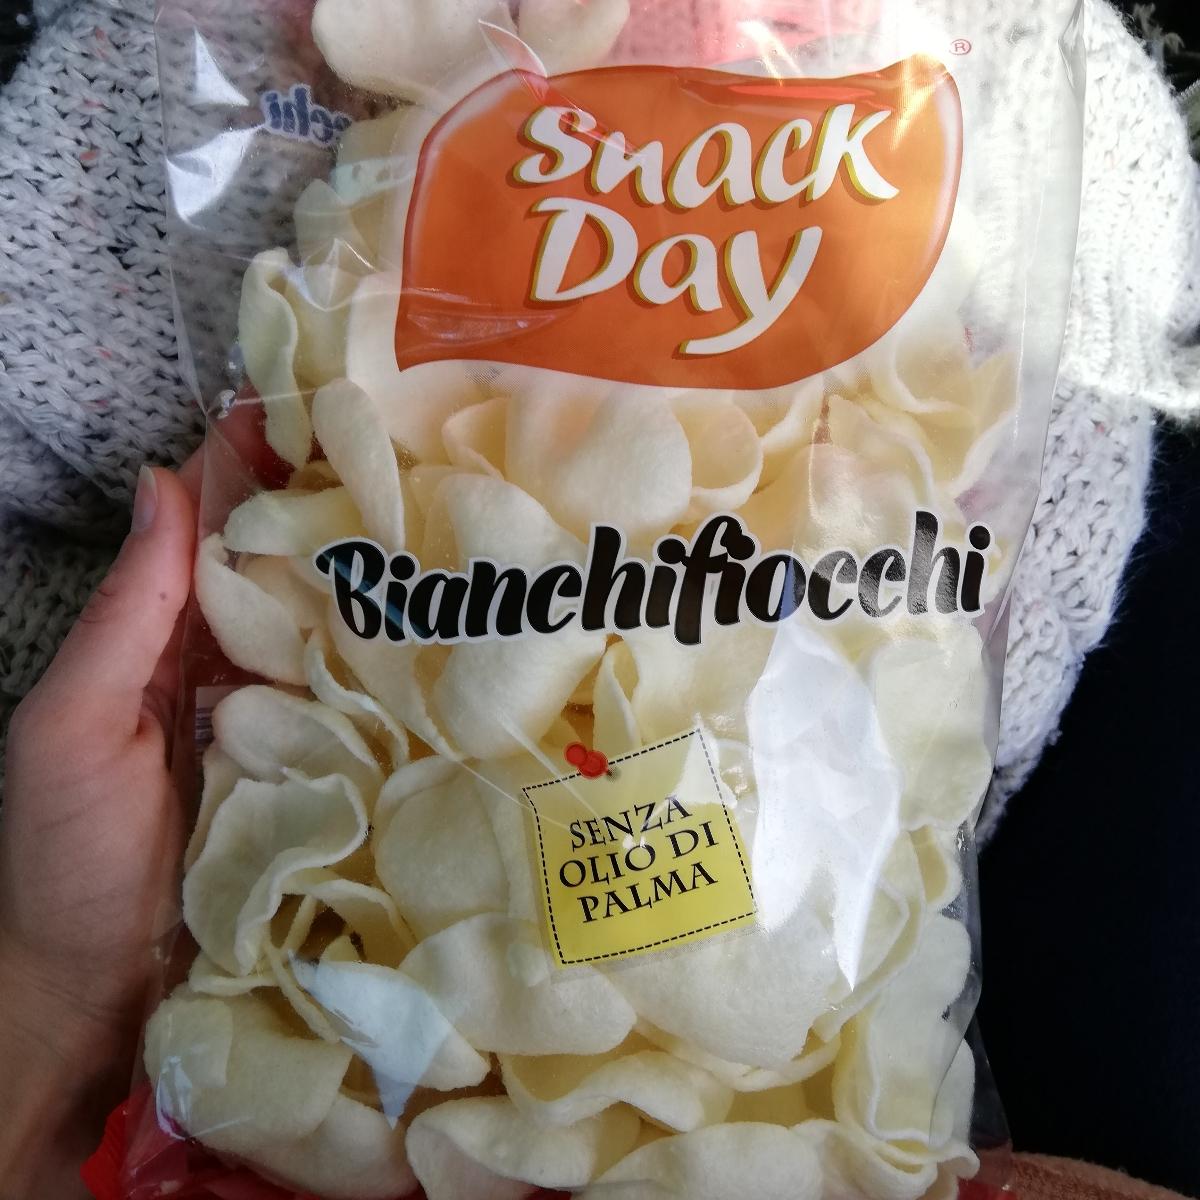 ®
Snack
Day
Bianchifiocchi
SENZA
OLIO DI
PALMA